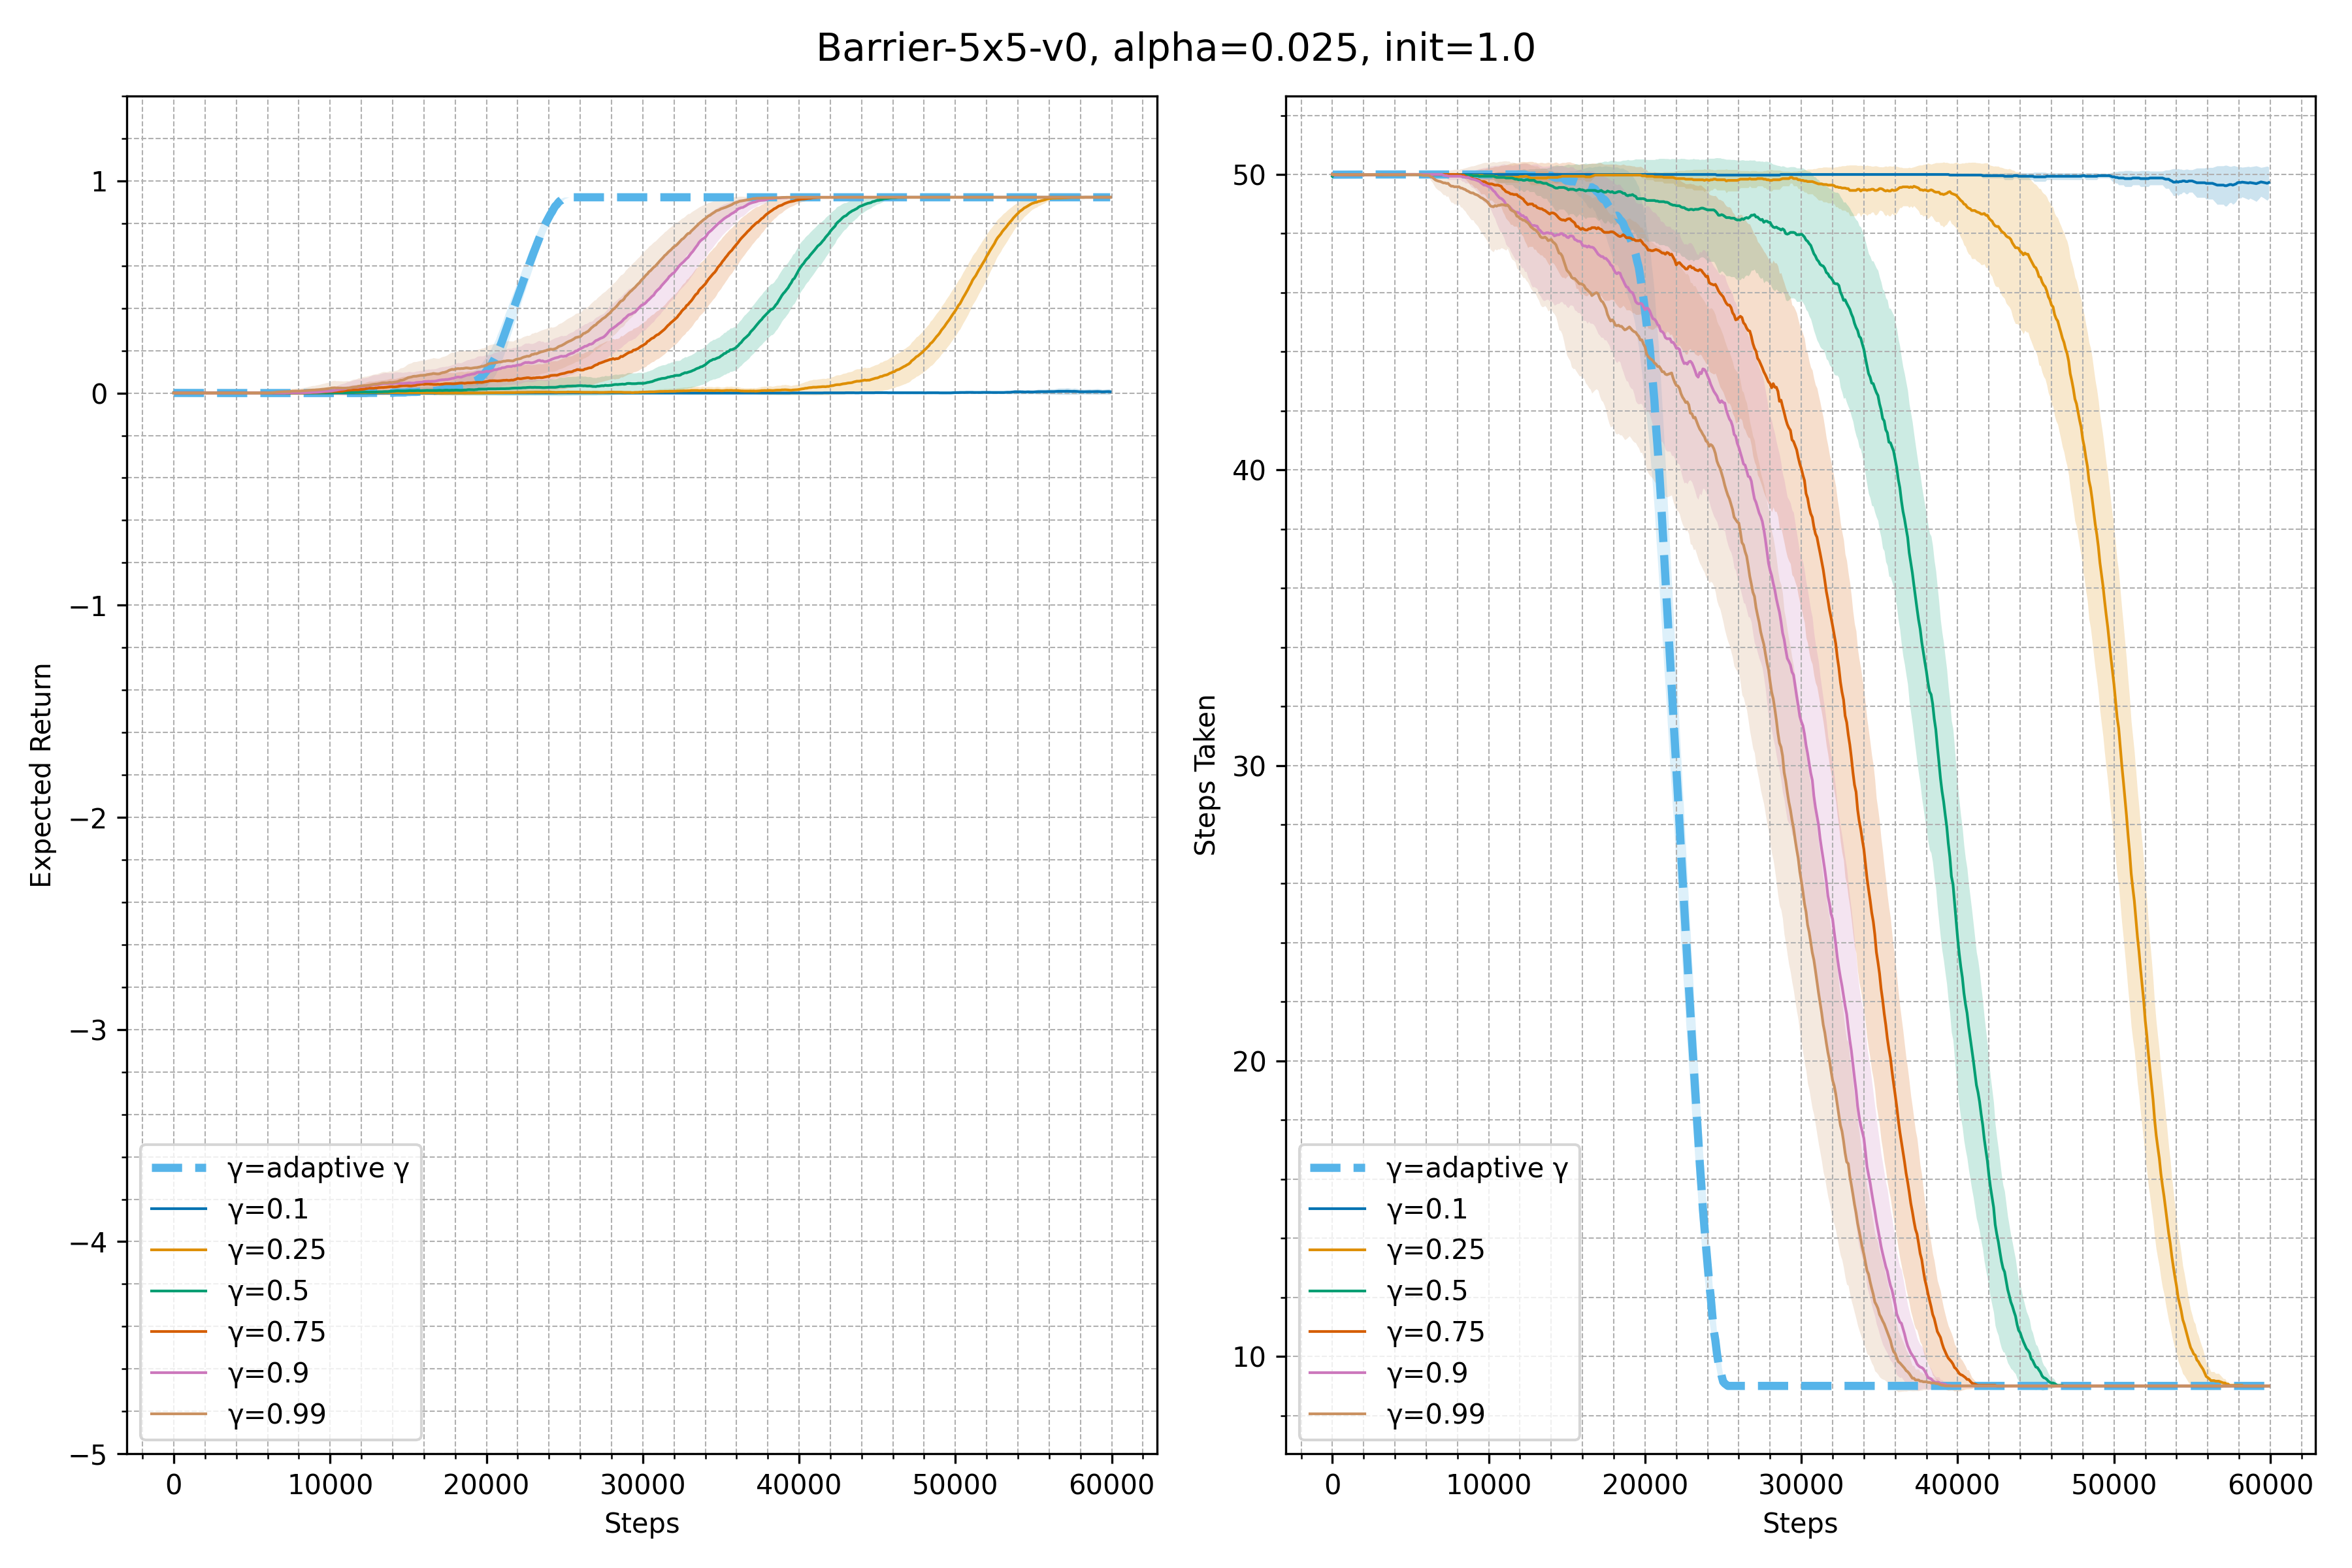 Barrier-5x5-v0, alpha=0.025, init=1.0
Expected Return
1
0
−1
−2
−3
−4
−5
γ=adaptive γ
γ=0.1
γ=0.25
γ=0.5
γ=0.75
γ=0.9
γ=0.99
0 10000 20000 30000 40000 50000 60000
Steps
Steps Taken
50
40
30
20
10
γ=adaptive γ
γ=0.1
γ=0.25
γ=0.5
γ=0.75
γ=0.9
γ=0.99
0 10000 20000 30000 40000 50000 60000
Steps